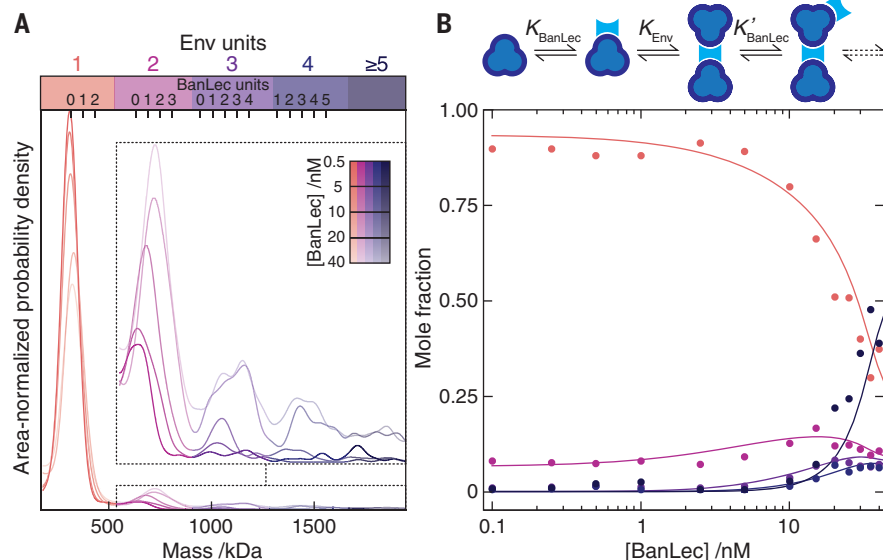 A
Env units
1 2 3 4 ≥5
BanLec units
0 1 2 0 1 2 3 0 1 2 3 4 1 2 3 4 5
[BanLec] /nM
0.5
5
10
20
40
Area-normalized probability density
500 1000 1500
Mass /kDa
B
K BanLec K Env K′ BanLec
Mole fraction
1.00
0.75
0.50
0.25
0
0.1 1 10
[BanLec] /nM